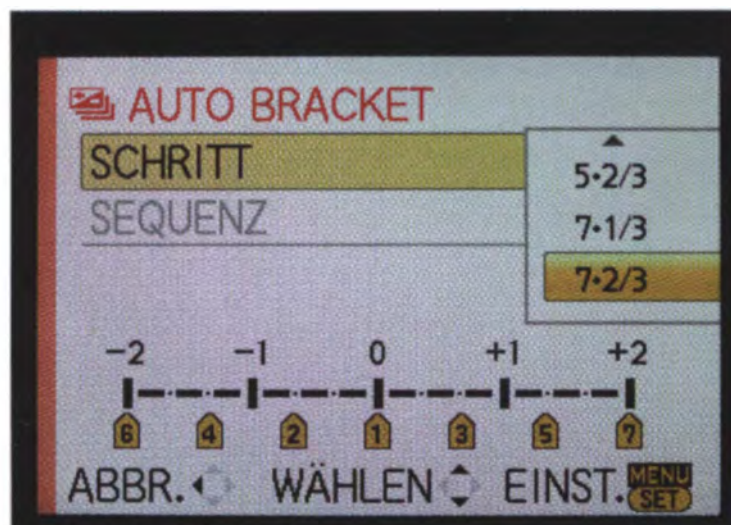 AUTO BRACKET
SCHRITT
SEQUENZ
5·2/3
7·1/3
7·2/3
−2 −1 0 +1 +2
6 4 2 1 3 5 7
ABBR. WÄHLEN EINST. MENU SET